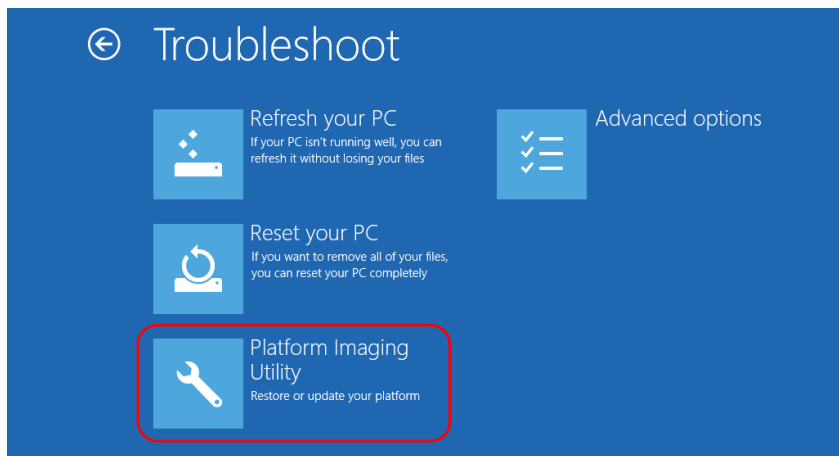 Troubleshoot
Refresh your PC
If your PC isn't running well, you can
refresh it without losing your files
Advanced options
Reset your PC
If you want to remove all of your files,
you can reset your PC completely
Platform Imaging
Utility
Restore or update your platform